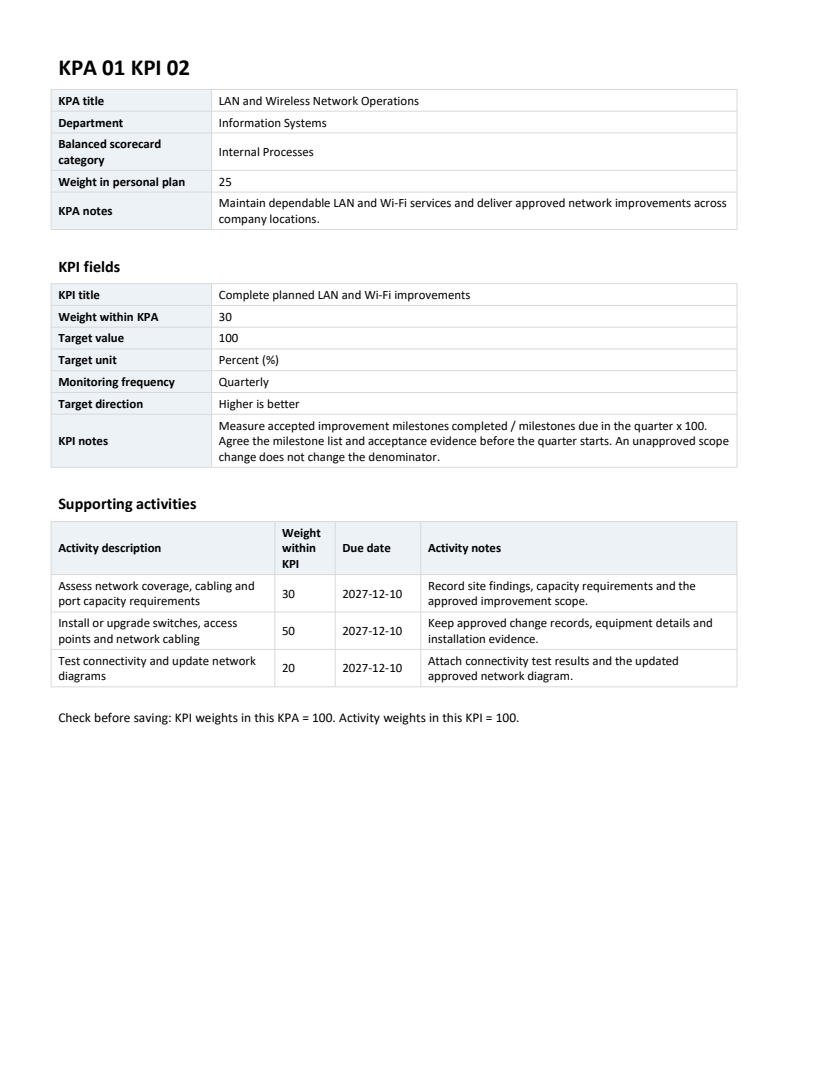 KPA 01 KPI 02
KPA title LAN and Wireless Network Operations
Department Information Systems
Balanced scorecard
category Internal Processes
Weight in personal plan 25
KPA notes Maintain dependable LAN and Wi-Fi services and deliver approved network improvements across
company locations.
KPI fields
KPI title Complete planned LAN and Wi-Fi improvements
Weight within KPA 30
Target value 100
Target unit Percent (%)
Monitoring frequency Quarterly
Target direction Higher is better
KPI notes Measure accepted improvement milestones completed / milestones due in the quarter x 100.
Agree the milestone list and acceptance evidence before the quarter starts. An unapproved scope
change does not change the denominator.
Supporting activities
Activity description Weight within KPI Due date Activity notes
Assess network coverage, cabling and
port capacity requirements 30 2027-12-10 Record site findings, capacity requirements and the
approved improvement scope.
Install or upgrade switches, access
points and network cabling 50 2027-12-10 Keep approved change records, equipment details and
installation evidence.
Test connectivity and update network
diagrams 20 2027-12-10 Attach connectivity test results and the updated
approved network diagram.
Check before saving: KPI weights in this KPA = 100. Activity weights in this KPI = 100.